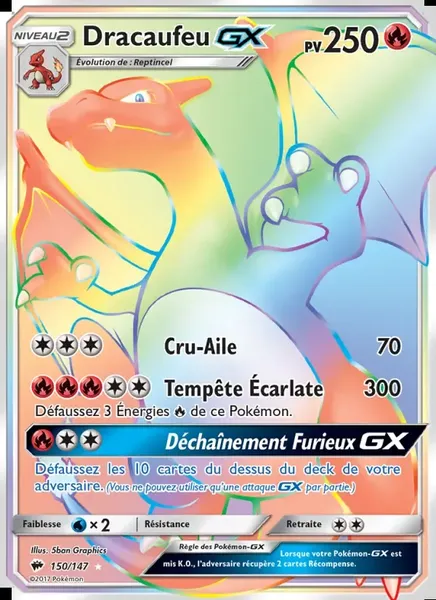 NIVEAU2 Dracaufeu GX PV250
Évolution de : Reptincel
Cru-Aile 70
Tempête Écarlate 300
Défaussez 3 Énergies de ce Pokémon.
Déchaînement Furieux GX
Défaussez les 10 cartes du dessus du deck de votre
adversaire. (Vous ne pouvez utiliser qu'une attaque GX par partie.)
Faiblesse ×2 Résistance Retraite
Illus. 5ban Graphics
Règle des Pokémon-GX
Lorsque votre Pokémon-GX est
mis K.O., l'adversaire récupère 2 cartes Récompense.
150/147
©2017 Pokémon